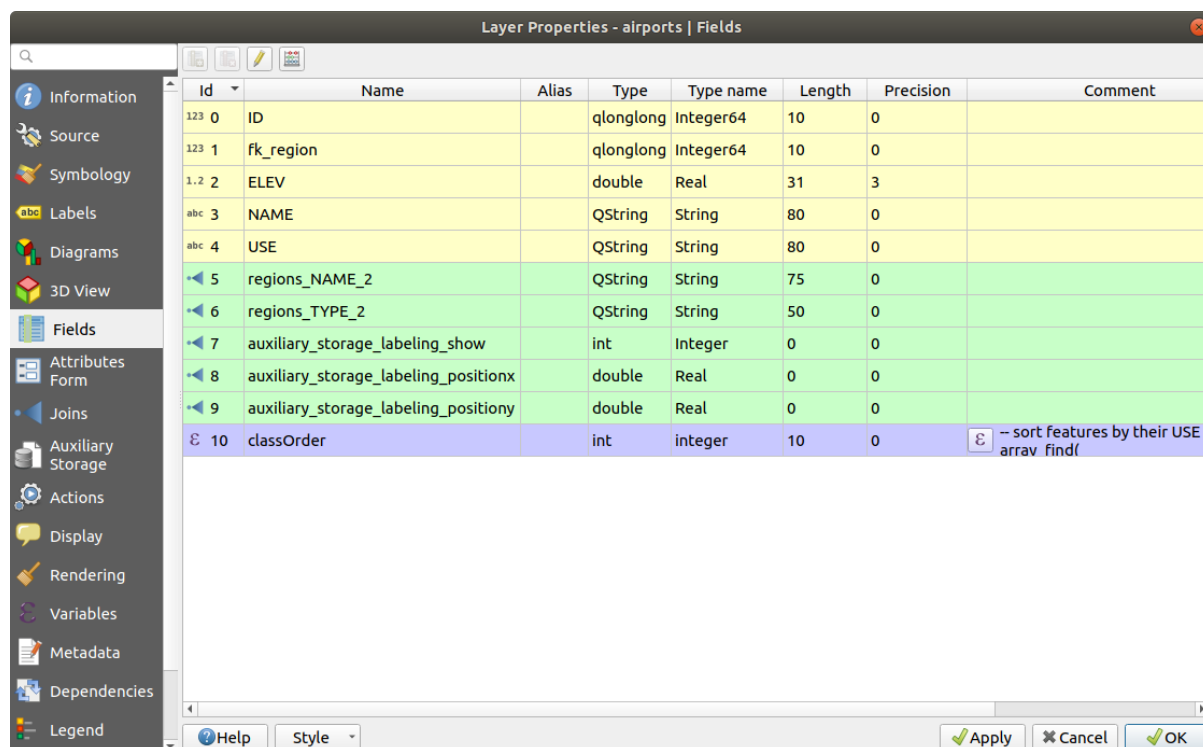 Layer Properties - airports | Fields
Information
Source
Symbology
abc Labels
Diagrams
3D View
Fields
Attributes
Form
Joins
Auxiliary
Storage
Actions
Display
Rendering
Variables
Metadata
Dependencies
Legend
Id Name Alias Type Type name Length Precision Comment
123 0 ID qlonglong Integer64 10 0
123 1 fk_region qlonglong Integer64 10 0
1.2 2 ELEV double Real 31 3
abc 3 NAME QString String 80 0
abc 4 USE QString String 80 0
5 regions_NAME_2 QString String 75 0
6 regions_TYPE_2 QString String 50 0
7 auxiliary_storage_labeling_show int Integer 0 0
8 auxiliary_storage_labeling_positionx double Real 0 0
9 auxiliary_storage_labeling_positiony double Real 0 0
ε 10 classOrder int integer 10 0 ε -- sort features by their USE
array_find(
Help Style Apply Cancel OK